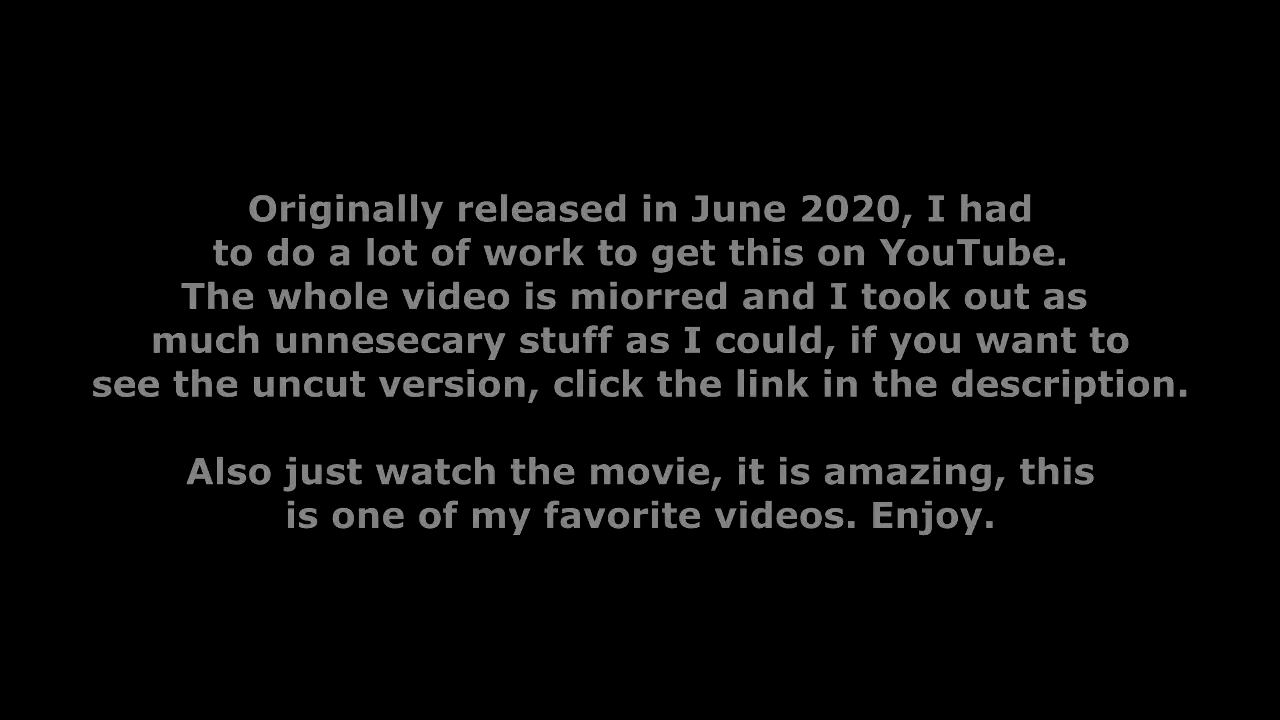 Originally released in June 2020, I had
to do a lot of work to get this on YouTube.
The whole video is miorred and I took out as
much unnesecary stuff as I could, if you want to
see the uncut version, click the link in the description.
Also just watch the movie, it is amazing, this
is one of my favorite videos. Enjoy.